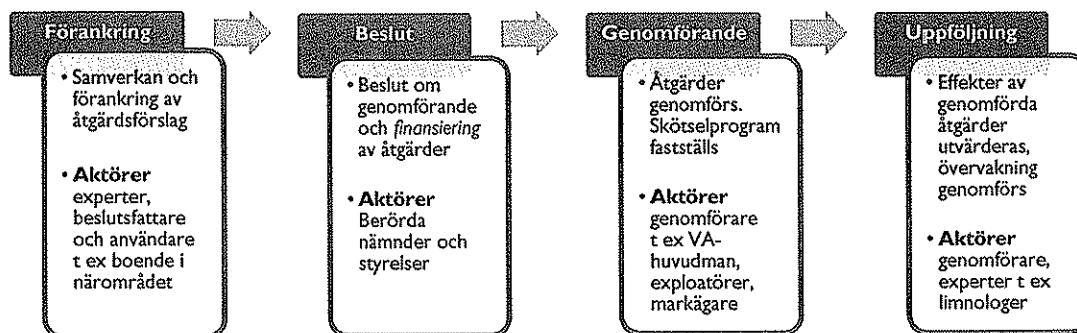 Förankring
• Samverkan och
förankring av
åtgärdsförslag
• Aktörer
experter,
beslutsfattare
och användare
t ex boende i
närområdet
Beslut
• Beslut om
genomförande
och finansiering
av åtgärder
• Aktörer
Berörda
nämnder och
styrelser
Genomförande
• Åtgärder
genomförs.
Skötselprogram
fastställs
• Aktörer
genomförare
t ex VA-
huvudman,
exploatörer,
markägare
Uppföljning
• Effekter av
genomförda
åtgärder
utvärderas,
övervakning
genomförs
• Aktörer
genomförare,
experter t ex
limnologer